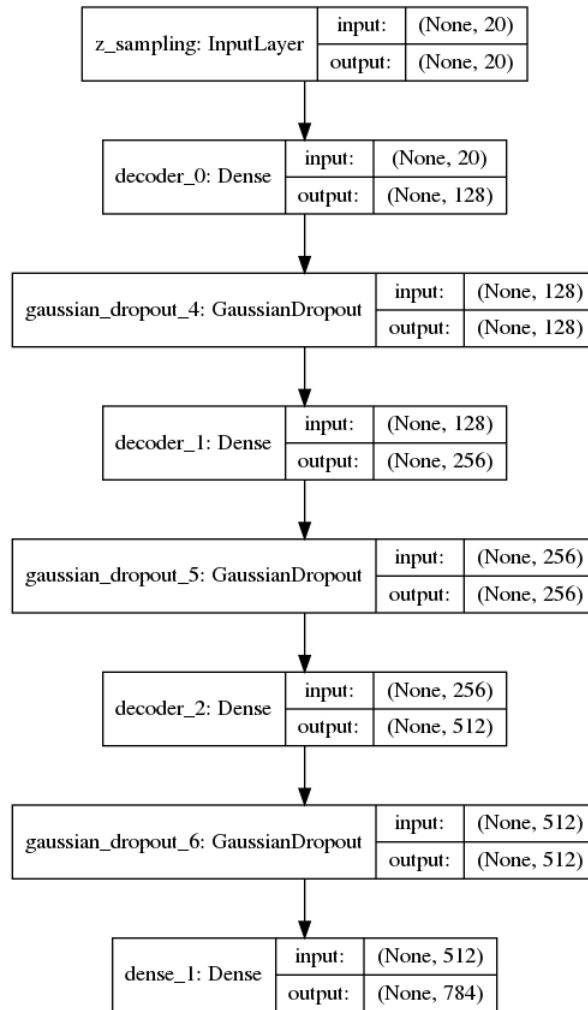 z_sampling: InputLayer
input: (None, 20)
output: (None, 20)
decoder_0: Dense
input: (None, 20)
output: (None, 128)
gaussian_dropout_4: GaussianDropout
input: (None, 128)
output: (None, 128)
decoder_1: Dense
input: (None, 128)
output: (None, 256)
gaussian_dropout_5: GaussianDropout
input: (None, 256)
output: (None, 256)
decoder_2: Dense
input: (None, 256)
output: (None, 512)
gaussian_dropout_6: GaussianDropout
input: (None, 512)
output: (None, 512)
dense_1: Dense
input: (None, 512)
output: (None, 784)